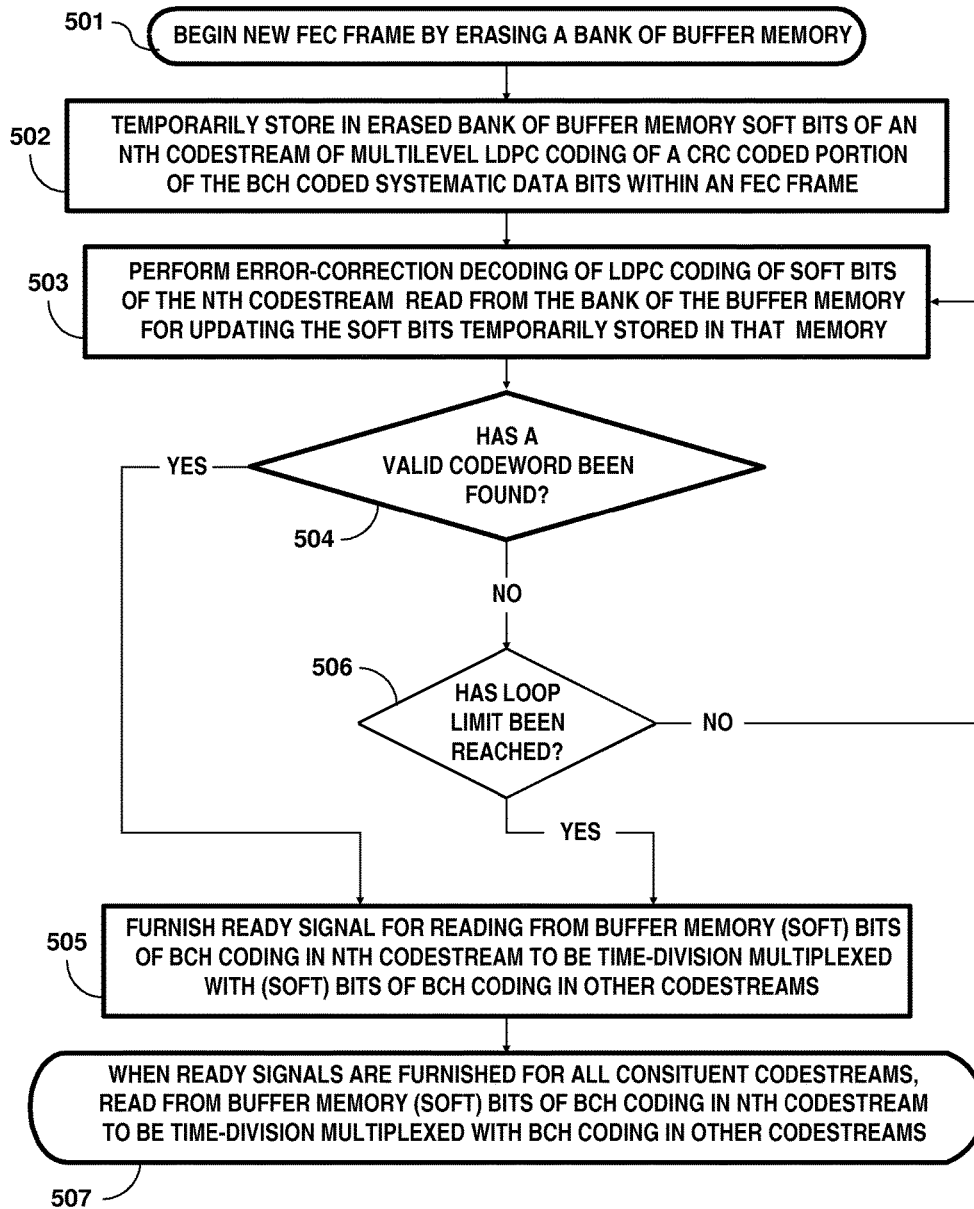 501
BEGIN NEW FEC FRAME BY ERASING A BANK OF BUFFER MEMORY
502
TEMPORARILY STORE IN ERASED BANK OF BUFFER MEMORY SOFT BITS OF AN
NTH CODESTREAM OF MULTILEVEL LDPC CODING OF A CRC CODED PORTION
OF THE BCH CODED SYSTEMATIC DATA BITS WITHIN AN FEC FRAME
503
PERFORM ERROR-CORRECTION DECODING OF LDPC CODING OF SOFT BITS
OF THE NTH CODESTREAM READ FROM THE BANK OF THE BUFFER MEMORY
FOR UPDATING THE SOFT BITS TEMPORARILY STORED IN THAT MEMORY
HAS A
VALID CODEWORD BEEN
FOUND?
YES
504
NO
506
HAS LOOP
LIMIT BEEN
REACHED?
NO
YES
505
FURNISH READY SIGNAL FOR READING FROM BUFFER MEMORY (SOFT) BITS
OF BCH CODING IN NTH CODESTREAM TO BE TIME-DIVISION MULTIPLEXED
WITH (SOFT) BITS OF BCH CODING IN OTHER CODESTREAMS
WHEN READY SIGNALS ARE FURNISHED FOR ALL CONSITUENT CODESTREAMS,
READ FROM BUFFER MEMORY (SOFT) BITS OF BCH CODING IN NTH CODESTREAM
TO BE TIME-DIVISION MULTIPLEXED WITH BCH CODING IN OTHER CODESTREAMS
507